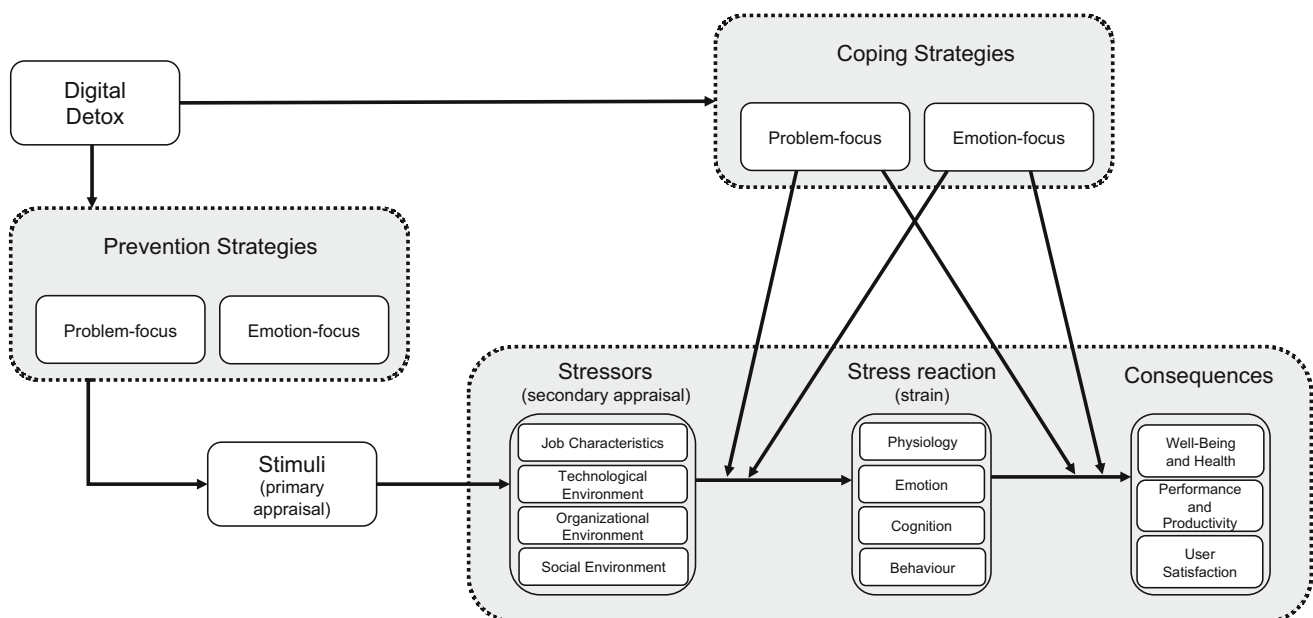 Digital
Detox
Coping Strategies
Problem-focus
Emotion-focus
Prevention Strategies
Problem-focus
Emotion-focus
Stimuli
(primary
appraisal)
Stressors
(secondary appraisal)
Job Characteristics
Technological
Environment
Organizational
Environment
Social Environment
Stress reaction
(strain)
Physiology
Emotion
Cognition
Behaviour
Consequences
Well-Being
and Health
Performance
and
Productivity
User
Satisfaction